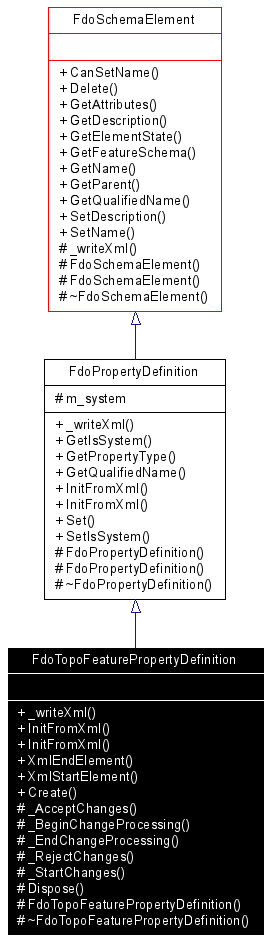 FdoSchemaElement
+ CanSetName()
+ Delete()
+ GetAttributes()
+ GetDescription()
+ GetElementState()
+ GetFeatureSchema()
+ GetName()
+ GetParent()
+ GetQualifiedName()
+ SetDescription()
+ SetName()
# _writeXml()
# FdoSchemaElement()
# FdoSchemaElement()
# ~FdoSchemaElement()
FdoPropertyDefinition
# m_system
+ _writeXml()
+ GetIsSystem()
+ GetPropertyType()
+ GetQualifiedName()
+ InitFromXml()
+ InitFromXml()
+ Set()
+ SetIsSystem()
# FdoPropertyDefinition()
# FdoPropertyDefinition()
# ~FdoPropertyDefinition()
FdoTopoFeaturePropertyDefinition
+ _writeXml()
+ InitFromXml()
+ InitFromXml()
+ XmlEndElement()
+ XmlStartElement()
+ Create()
# _AcceptChanges()
# _BeginChangeProcessing()
# _EndChangeProcessing()
# _RejectChanges()
# _StartChanges()
# Dispose()
# FdoTopoFeaturePropertyDefinition()
# ~FdoTopoFeaturePropertyDefinition()